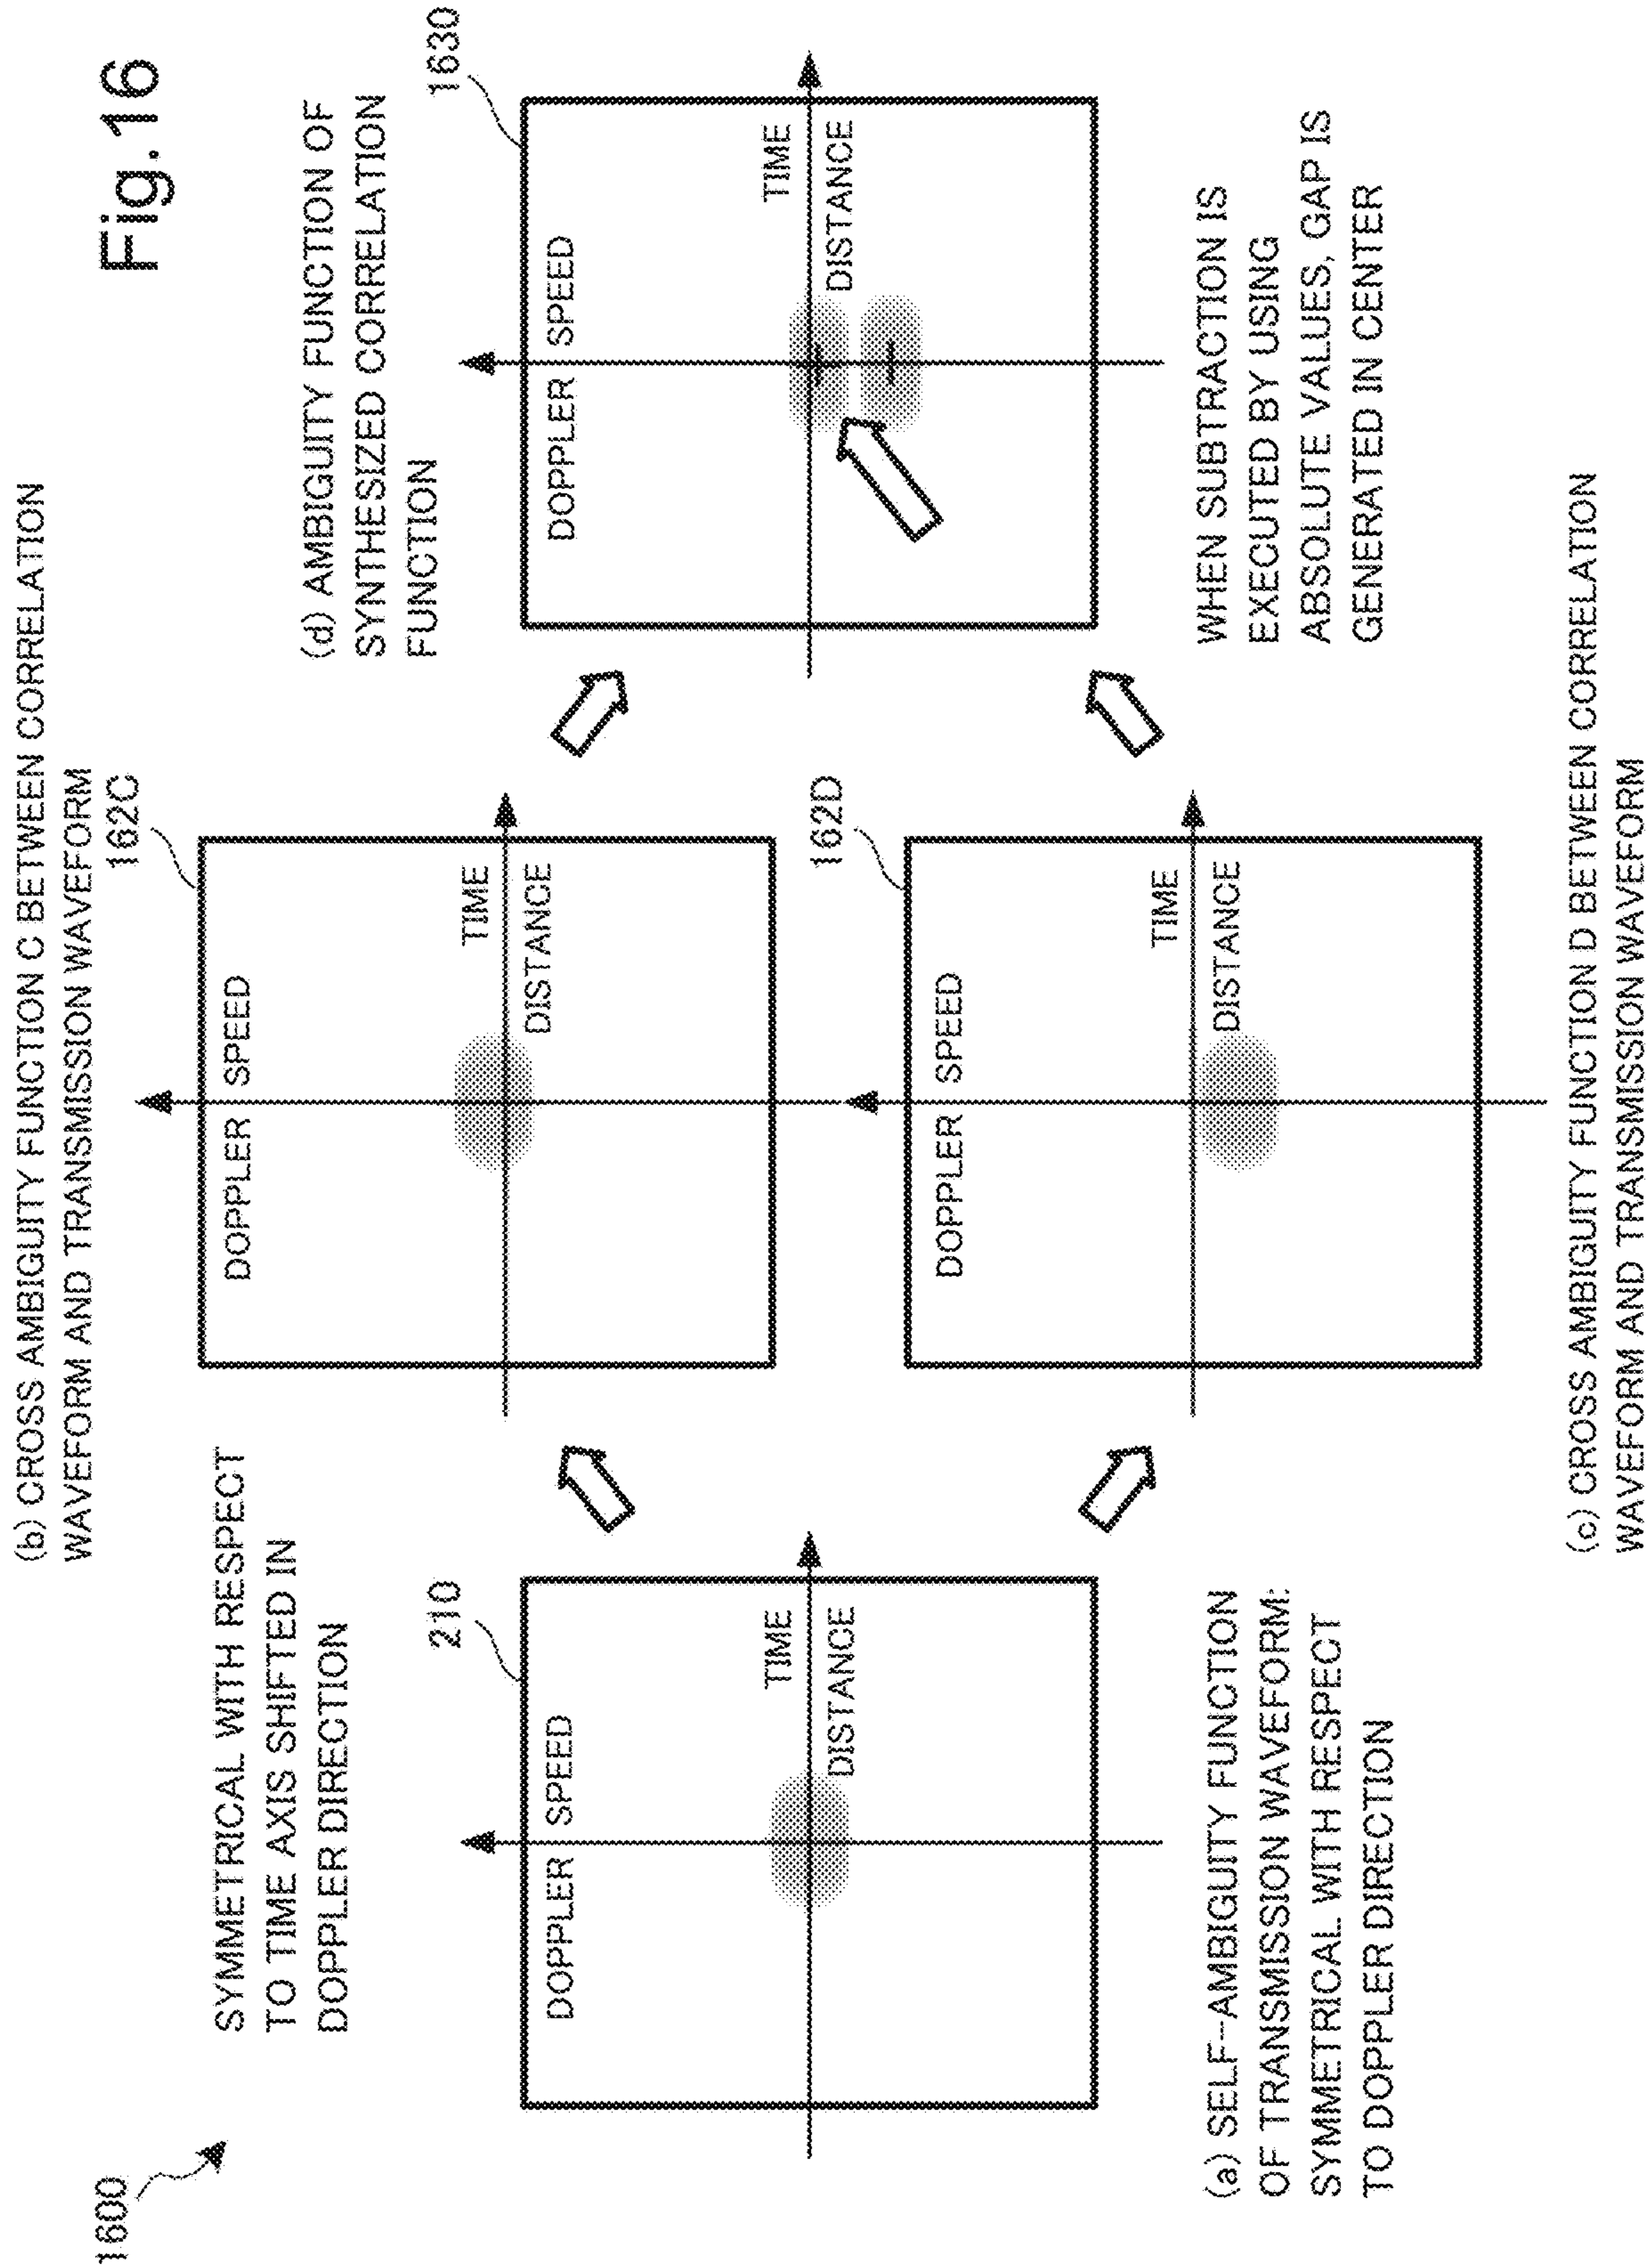 Fig.16
1600
(b) CROSS AMBIGUITY FUNCTION C BETWEEN CORRELATION
WAVEFORM AND TRANSMISSION WAVEFORM
162C
DOPPLER SPEED
TIME
DISTANCE
SYMMETRICAL WITH RESPECT
TO TIME AXIS SHIFTED IN
DOPPLER DIRECTION
210
DOPPLER SPEED
TIME
DISTANCE
(a) SELF-AMBIGUITY FUNCTION
OF TRANSMISSION WAVEFORM:
SYMMETRICAL WITH RESPECT
TO DOPPLER DIRECTION
162D
DOPPLER SPEED
TIME
DISTANCE
(c) CROSS AMBIGUITY FUNCTION D BETWEEN CORRELATION
WAVEFORM AND TRANSMISSION WAVEFORM
(d) AMBIGUITY FUNCTION OF
SYNTHESIZED CORRELATION
FUNCTION
1630
DOPPLER SPEED
TIME
DISTANCE
WHEN SUBTRACTION IS
EXECUTED BY USING
ABSOLUTE VALUES, GAP IS
GENERATED IN CENTER